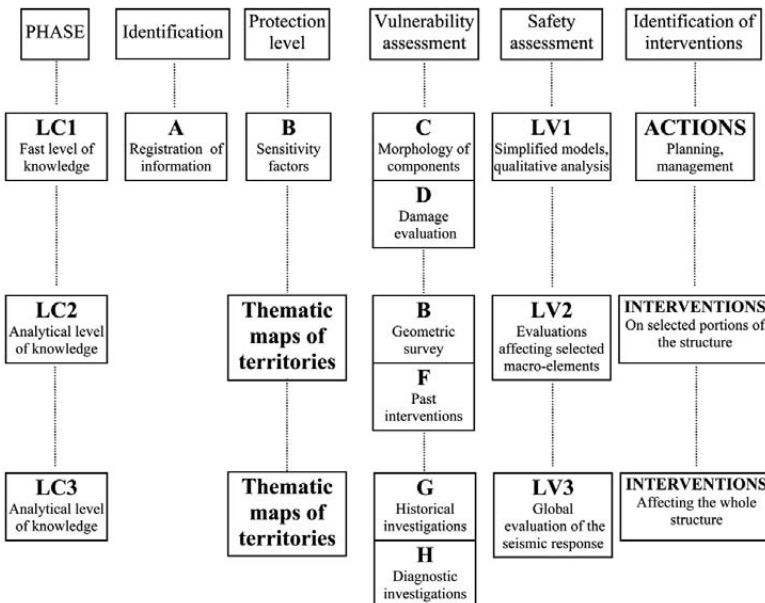 PHASE
Identification
Protection
level
Vulnerability
assessment
Safety
assessment
Identification of
interventions
LC1
Fast level of
knowledge
A
Registration of
information
B
Sensitivity
factors
C
Morphology of
components
D
Damage
evaluation
LV1
Simplified models,
qualitative analysis
ACTIONS
Planning,
management
LC2
Analytical level
of knowledge
Thematic
maps of
territories
B
Geometric
survey
F
Past
interventions
LV2
Evaluations
affecting selected
macro-elements
INTERVENTIONS
On selected portions of
the structure
LC3
Analytical level
of knowledge
Thematic
maps of
territories
G
Historical
investigations
H
Diagnostic
investigations
LV3
Global
evaluation of the
seismic response
INTERVENTIONS
Affecting the whole
structure